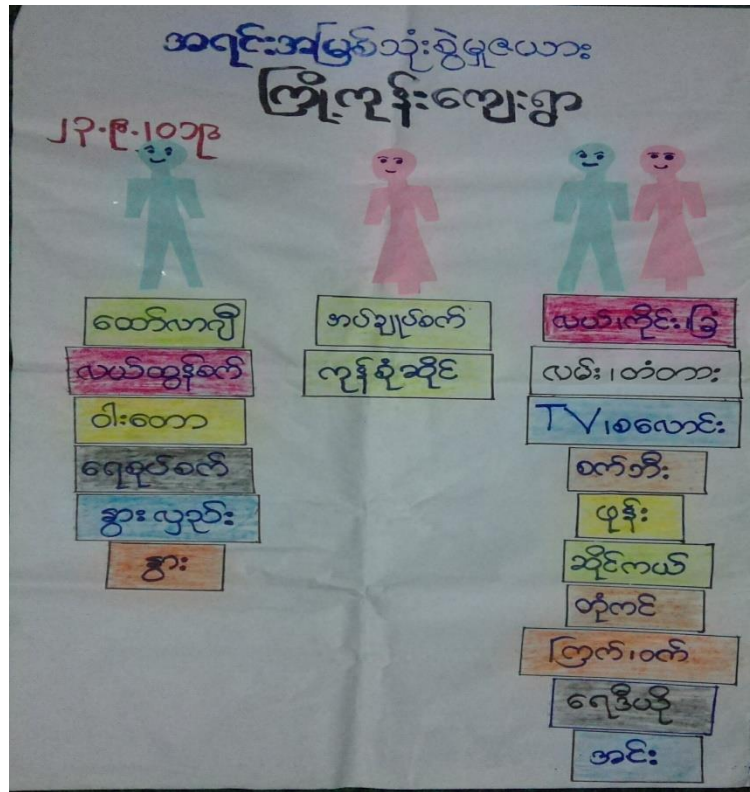 အရင်းအမြစ်သုံးစွဲမှုဇယား
ကြို့ကုန်းကျေးရွာ
ထော်လာဂျီ
လယ်ထွန်စက်
ဝါးတော
ရေစုပ်စက်
နွားလှည်း
နွား
အပ်ချုပ်စက်
ကုန်စုံဆိုင်
လယ်၊ကိုင်း၊ခြံ
လမ်း၊တံတား
TV၊စလောင်း
စက်ဘီး
ဖုန်း
ဆိုင်ကယ်
တုံကင်
ကြက်၊ဝက်
ရေဒီယို
အင်း